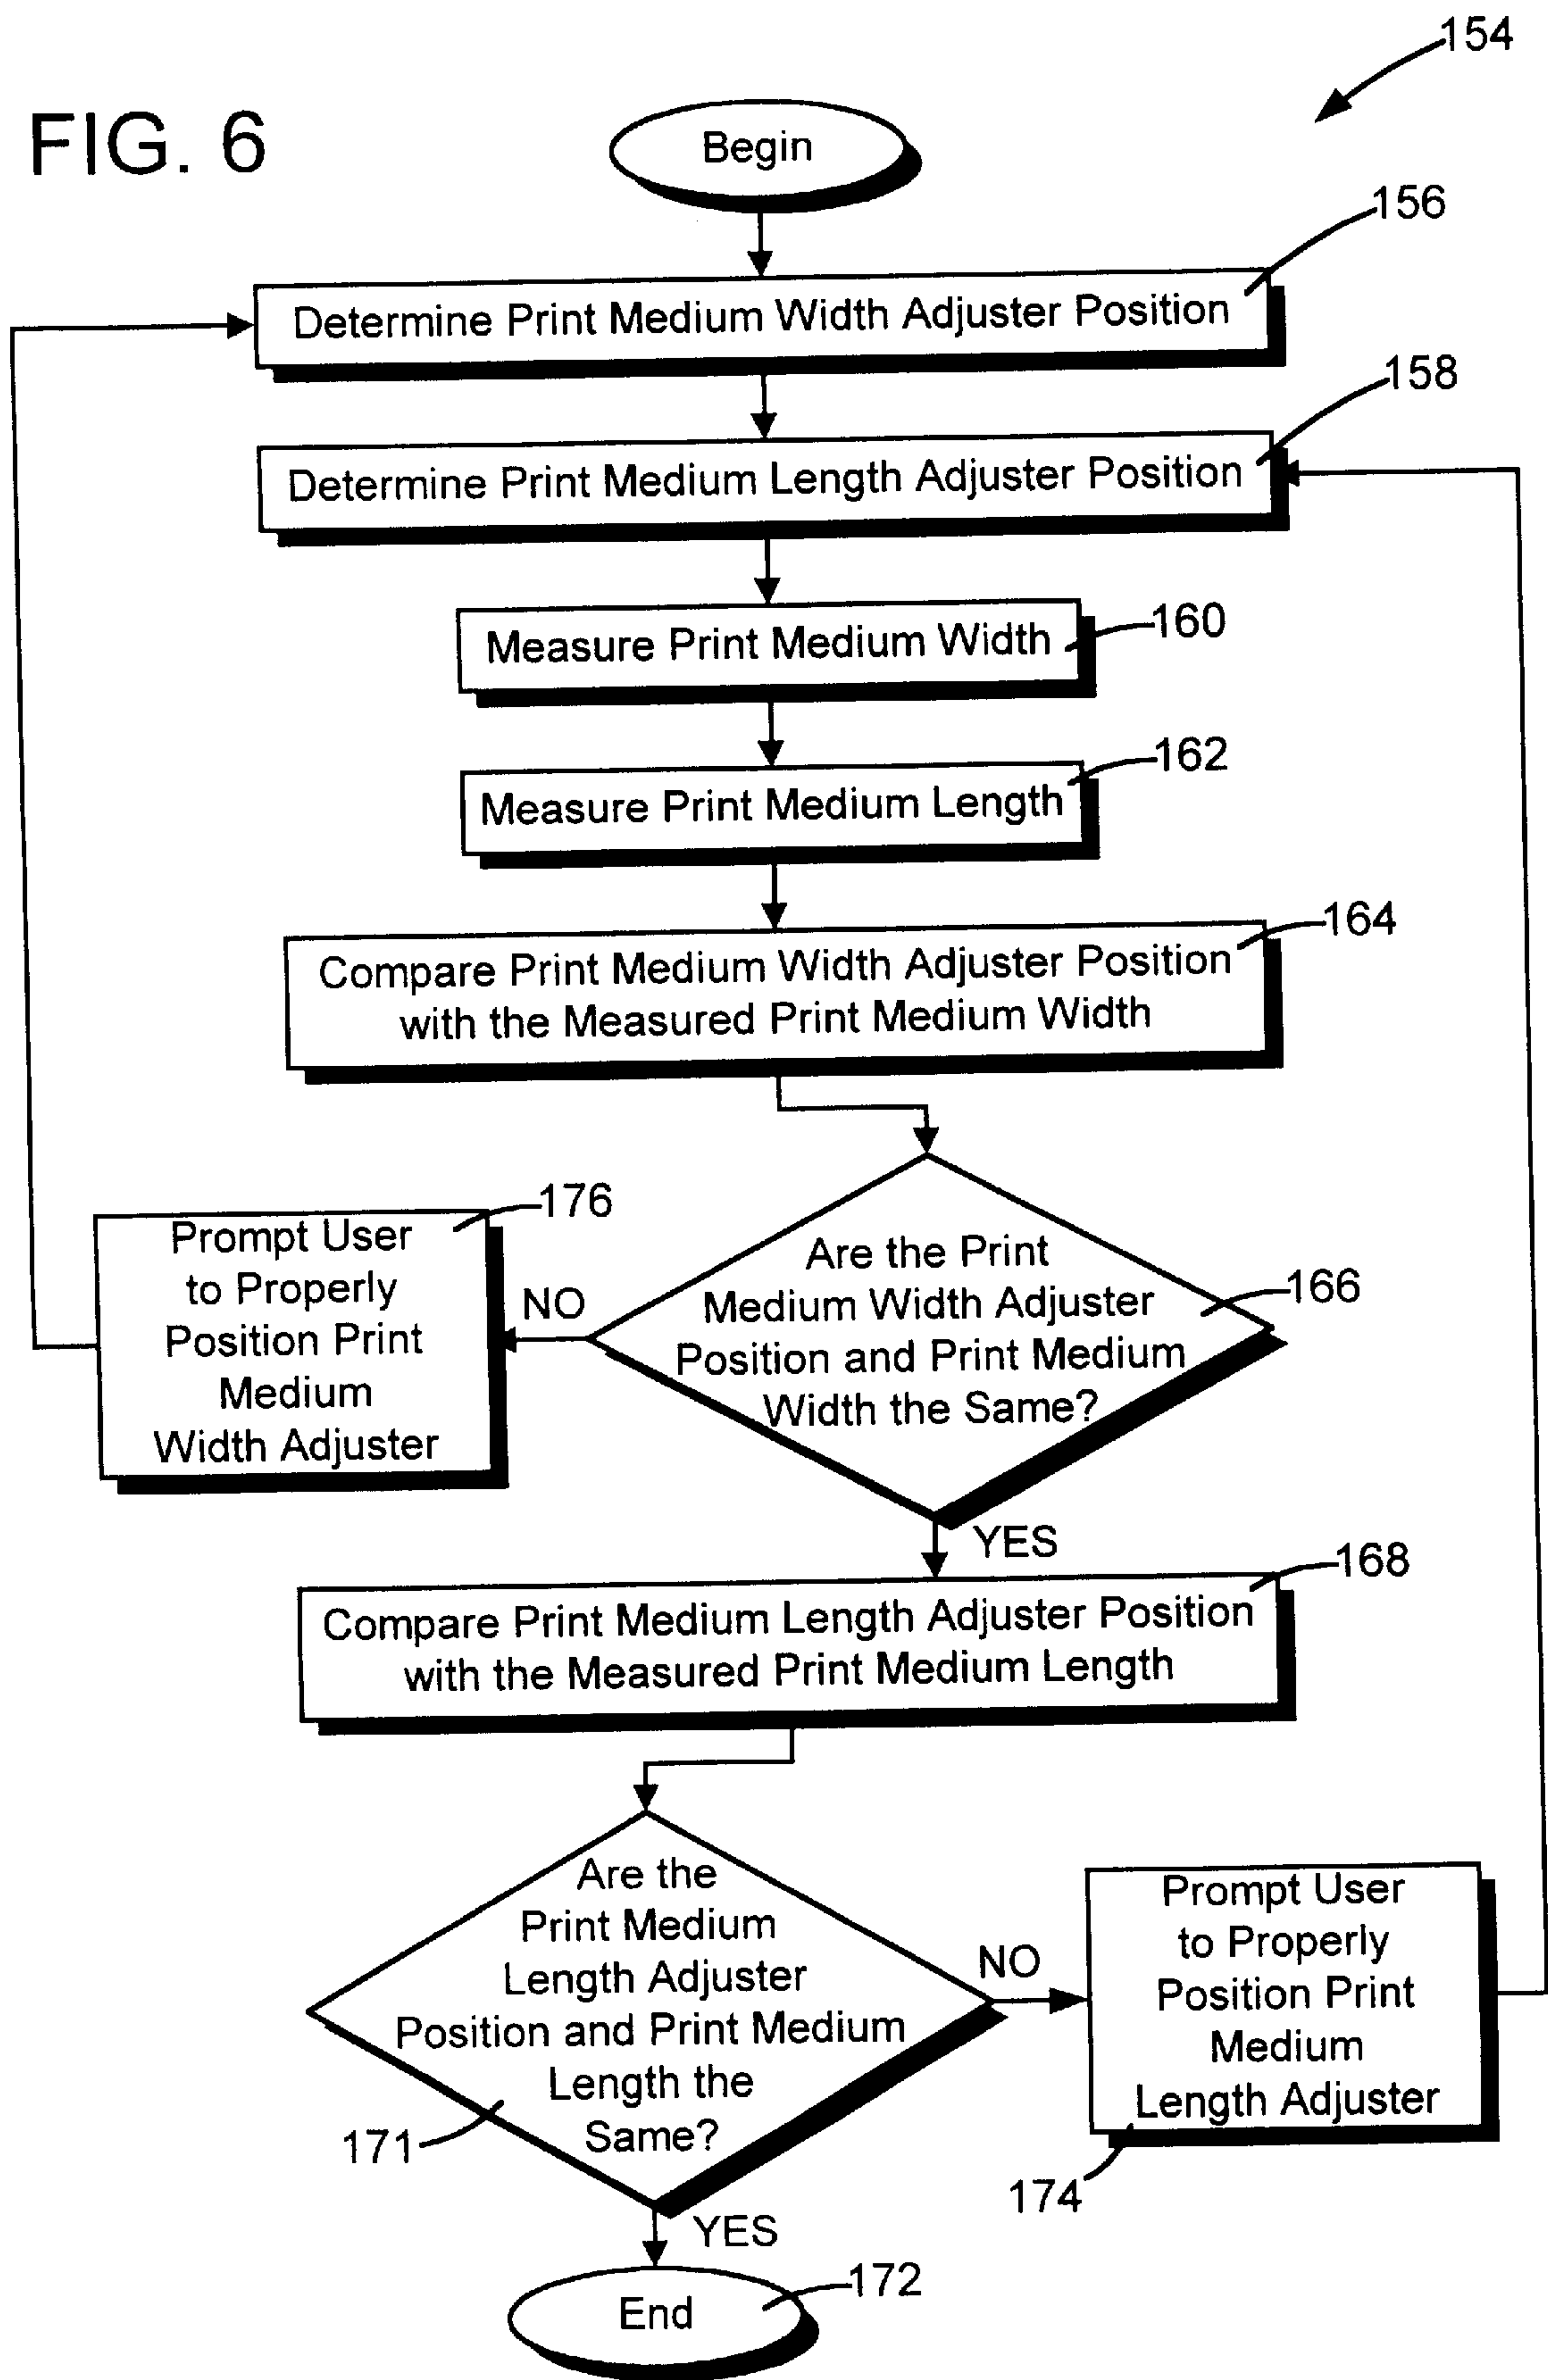 154
FIG. 6
Begin
156
Determine Print Medium Width Adjuster Position
158
Determine Print Medium Length Adjuster Position
160
Measure Print Medium Width
162
Measure Print Medium Length
164
Compare Print Medium Width Adjuster Position
with the Measured Print Medium Width
176
Prompt User
to Properly
Position Print
Medium
Width Adjuster
NO
Are the Print
Medium Width Adjuster
Position and Print Medium
Width the Same?
166
YES
168
Compare Print Medium Length Adjuster Position
with the Measured Print Medium Length
Are the
Print Medium
Length Adjuster
Position and Print Medium
Length the
Same?
171
NO
Prompt User
to Properly
Position Print
Medium
Length Adjuster
174
YES
End
172